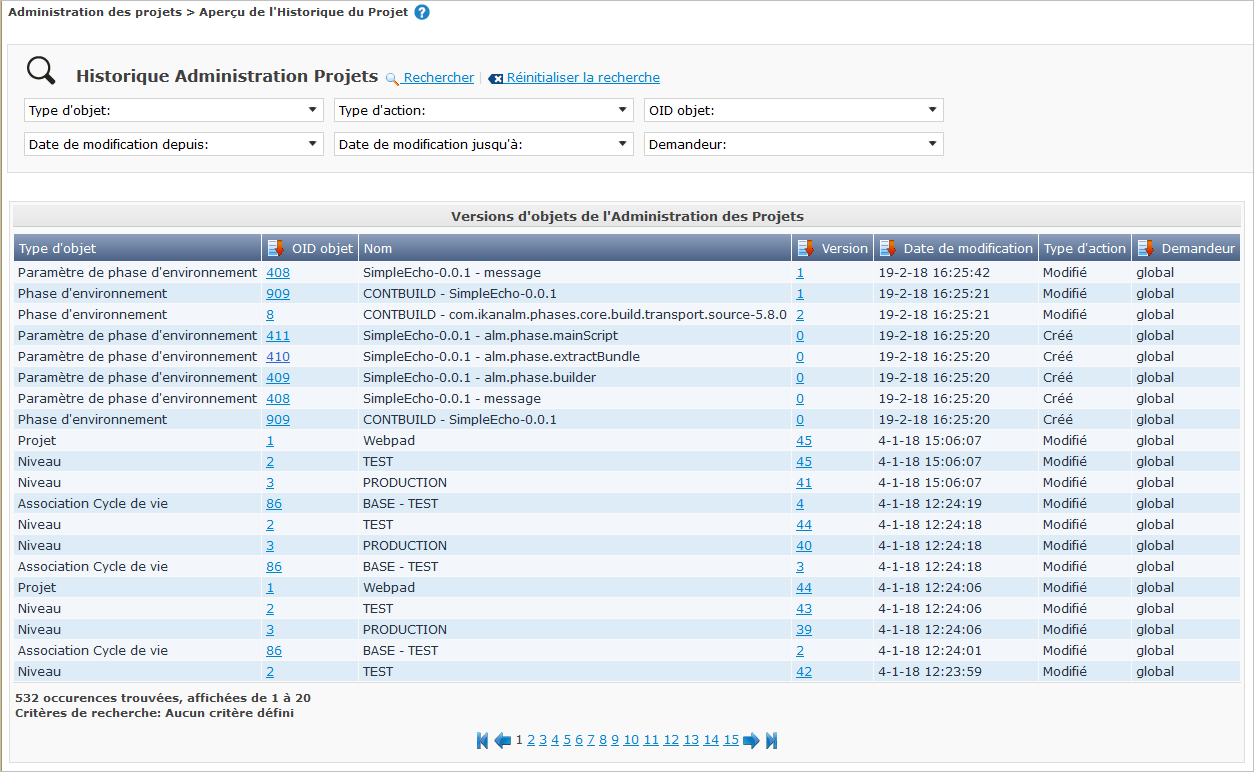 Administration des projets > Aperçu de l'Historique du Projet ?
Historique Administration Projets Rechercher | Réinitialiser la recherche
Type d'objet: Type d'action: OID objet:
Date de modification depuis: Date de modification jusqu'à: Demandeur:
Versions d'objets de l'Administration des Projets
Type d'objet OID objet Nom Version Date de modification Type d'action Demandeur
Paramètre de phase d'environnement 408 SimpleEcho-0.0.1 - message 1 19-2-18 16:25:42 Modifié global
Phase d'environnement 909 CONTBUILD - SimpleEcho-0.0.1 1 19-2-18 16:25:21 Modifié global
Phase d'environnement 8 CONTBUILD - com.ikanalm.phases.core.build.transport.source-5.8.0 2 19-2-18 16:25:21 Modifié global
Paramètre de phase d'environnement 411 SimpleEcho-0.0.1 - alm.phase.mainScript 0 19-2-18 16:25:20 Créé global
Paramètre de phase d'environnement 410 SimpleEcho-0.0.1 - alm.phase.extractBundle 0 19-2-18 16:25:20 Créé global
Paramètre de phase d'environnement 409 SimpleEcho-0.0.1 - alm.phase.builder 0 19-2-18 16:25:20 Créé global
Paramètre de phase d'environnement 408 SimpleEcho-0.0.1 - message 0 19-2-18 16:25:20 Créé global
Phase d'environnement 909 CONTBUILD - SimpleEcho-0.0.1 0 19-2-18 16:25:20 Créé global
Projet 1 Webpad 45 4-1-18 15:06:07 Modifié global
Niveau 2 TEST 45 4-1-18 15:06:07 Modifié global
Niveau 3 PRODUCTION 41 4-1-18 15:06:07 Modifié global
Association Cycle de vie 86 BASE - TEST 4 4-1-18 12:24:19 Modifié global
Niveau 2 TEST 44 4-1-18 12:24:18 Modifié global
Niveau 3 PRODUCTION 40 4-1-18 12:24:18 Modifié global
Association Cycle de vie 86 BASE - TEST 3 4-1-18 12:24:18 Modifié global
Projet 1 Webpad 44 4-1-18 12:24:06 Modifié global
Niveau 2 TEST 43 4-1-18 12:24:06 Modifié global
Niveau 3 PRODUCTION 39 4-1-18 12:24:06 Modifié global
Association Cycle de vie 86 BASE - TEST 2 4-1-18 12:24:01 Modifié global
Niveau 2 TEST 42 4-1-18 12:23:59 Modifié global
532 occurences trouvées, affichées de 1 à 20
Critères de recherche: Aucun critère défini
1 2 3 4 5 6 7 8 9 10 11 12 13 14 15